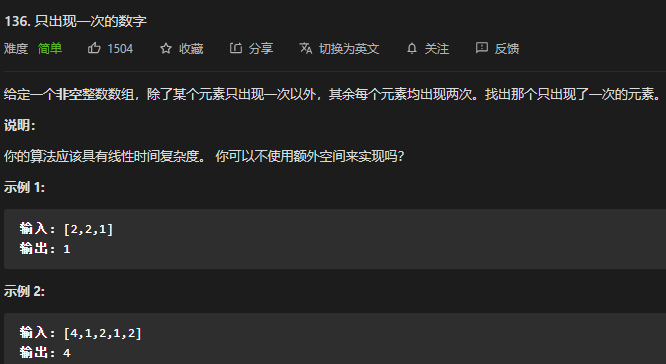 136. 只出现一次的数字
难度 简单 1504 收藏 分享 切换为英文 关注 反馈
给定一个非空整数数组，除了某个元素只出现一次以外，其余每个元素均出现两次。找出那个只出现了一次的元素。
说明：
你的算法应该具有线性时间复杂度。 你可以不使用额外空间来实现吗？
示例 1:
输入: [2,2,1]
输出: 1
示例 2:
输入: [4,1,2,1,2]
输出: 4